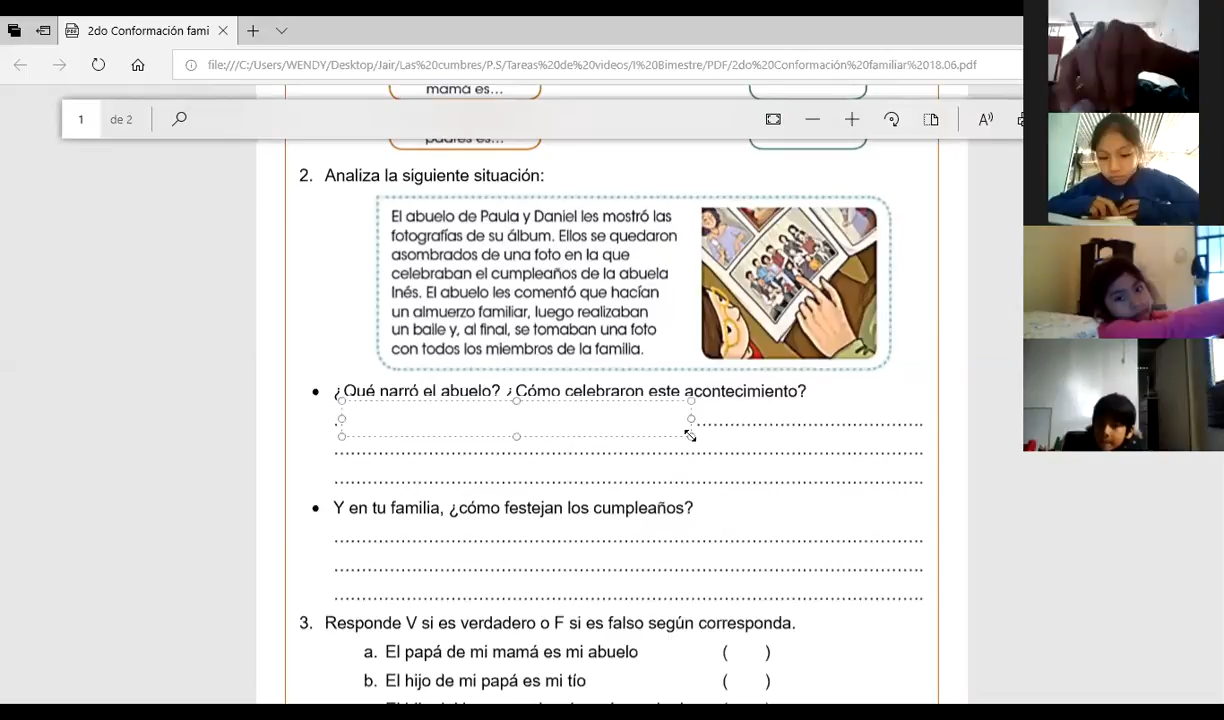 2do Conformación fami
file:///C:/Users/WENDY/Desktop/Jair/Las%20cumbres/P.S/Tareas%20de%20videos/I%20Bimestre/PDF/2do%20Conformación%20familiar%2018.06.pdf
mamá es...
1 de 2
padres es...
2. Analiza la siguiente situación:
El abuelo de Paula y Daniel les mostró las
fotografías de su álbum. Ellos se quedaron
asombrados de una foto en la que
celebraban el cumpleaños de la abuela
Inés. El abuelo les comentó que hacían
un almuerzo familiar, luego realizaban
un baile y, al final, se tomaban una foto
con todos los miembros de la familia.
• ¿Qué narró el abuelo? ¿Cómo celebraron este acontecimiento?
• Y en tu familia, ¿cómo festejan los cumpleaños?
3. Responde V si es verdadero o F si es falso según corresponda.
a. El papá de mi mamá es mi abuelo ( )
b. El hijo de mi papá es mi tío ( )